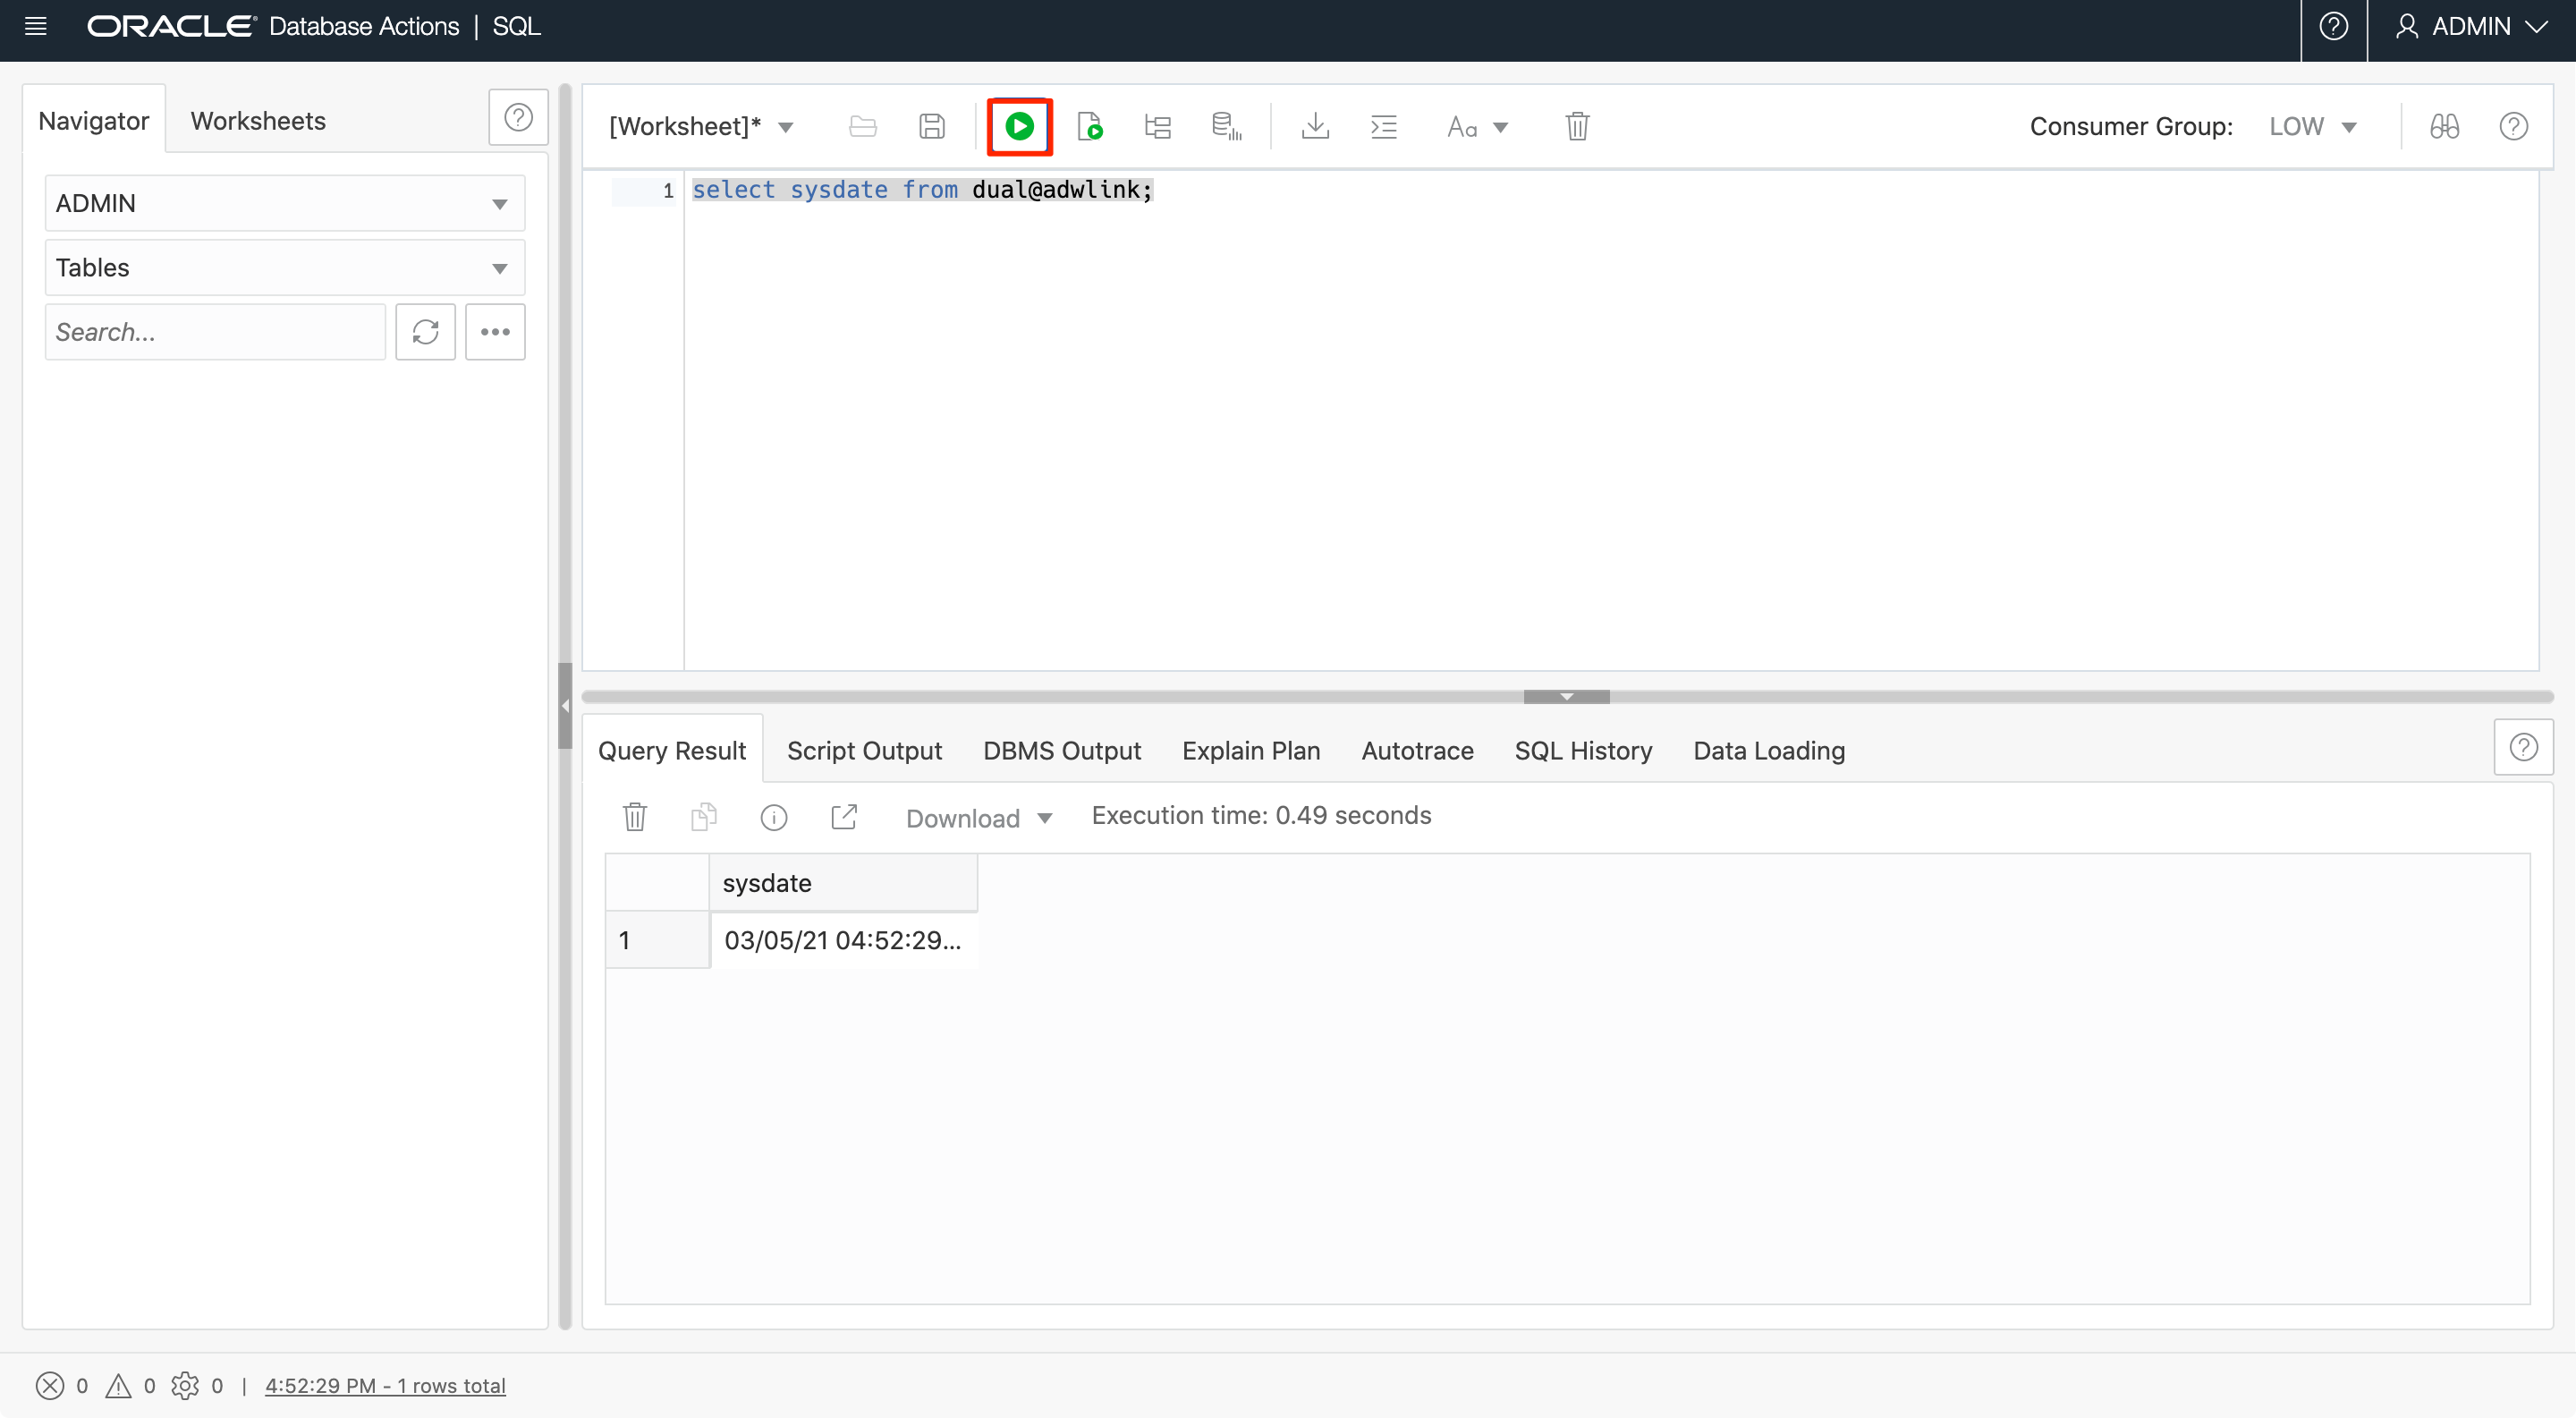 ORACLE Database Actions | SQL
ADMIN
Navigator
Worksheets
ADMIN
Tables
Search...
[Worksheet]*
Aa
Consumer Group: LOW
1 select sysdate from dual@adwlink;
Query Result
Script Output
DBMS Output
Explain Plan
Autotrace
SQL History
Data Loading
Download
Execution time: 0.49 seconds
sysdate
1 03/05/21 04:52:29...
0 0 0 | 4:52:29 PM - 1 rows total